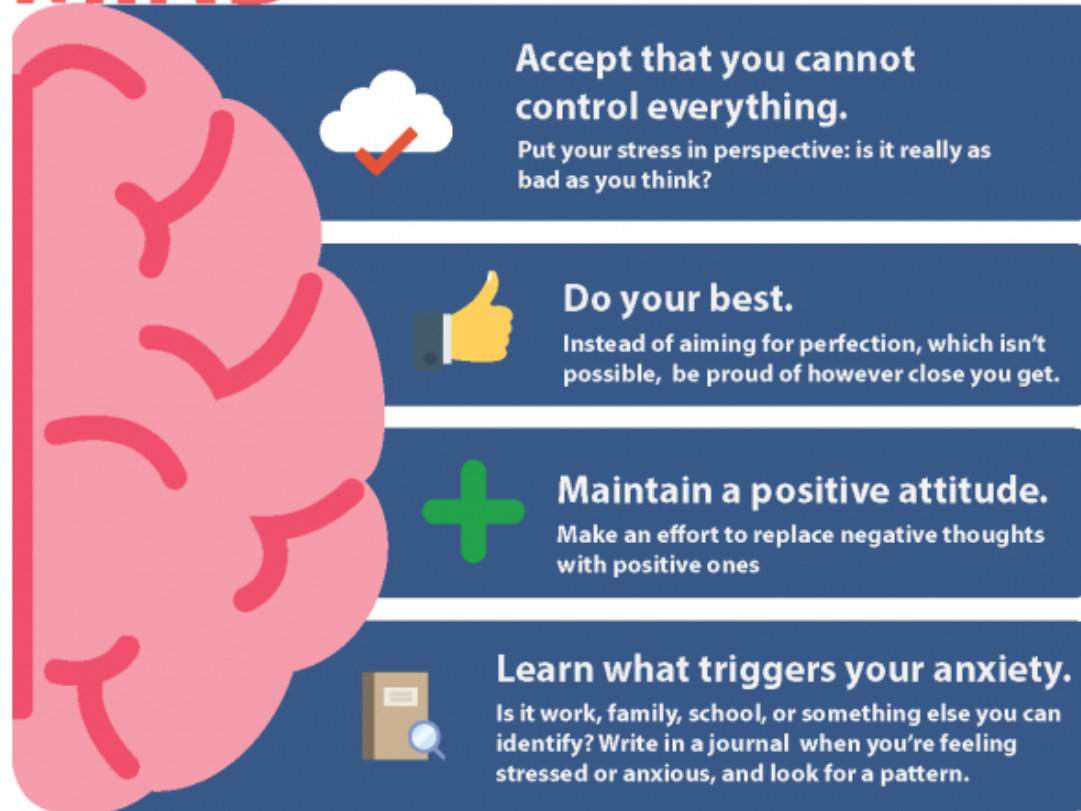 Accept that you cannot
control everything.
Put your stress in perspective: is it really as
bad as you think?
Do your best.
Instead of aiming for perfection, which isn't
possible, be proud of however close you get.
Maintain a positive attitude.
Make an effort to replace negative thoughts
with positive ones
Learn what triggers your anxiety.
Is it work, family, school, or something else you can
identify? Write in a journal when you're feeling
stressed or anxious, and look for a pattern.